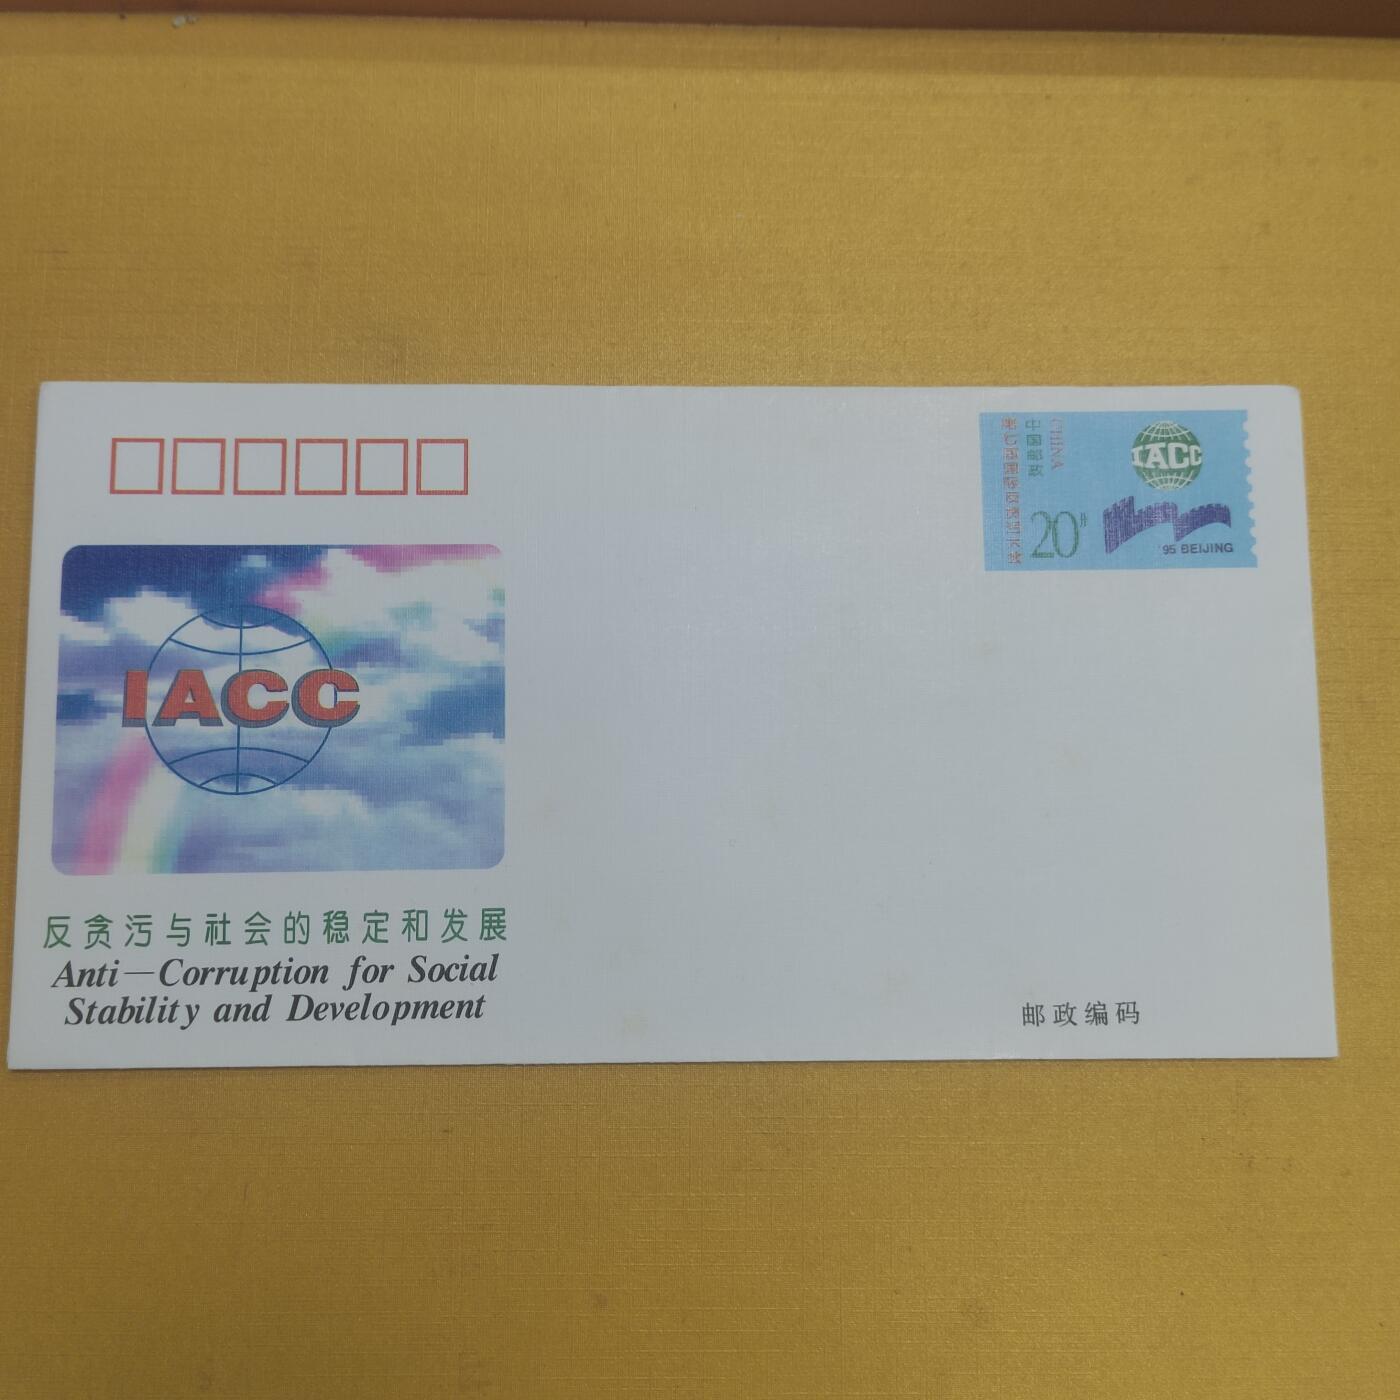 CHINA
中国邮政
第七届国际反贪污大会
20分
IACC
'95 BEIJING
IACC
反贪污与社会的稳定和发展
Anti—Corruption for Social
Stability and Development
邮政编码